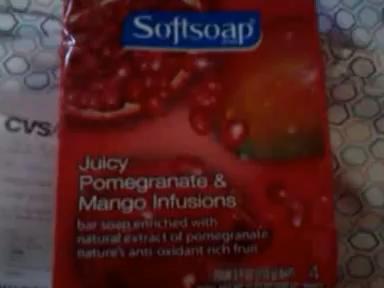 Softsoap
CVS/
Juicy
Pomegranate &
Mango Infusions
bar soap enriched with
natural extract of pomegranate
nature's anti-oxidant rich fruit
4